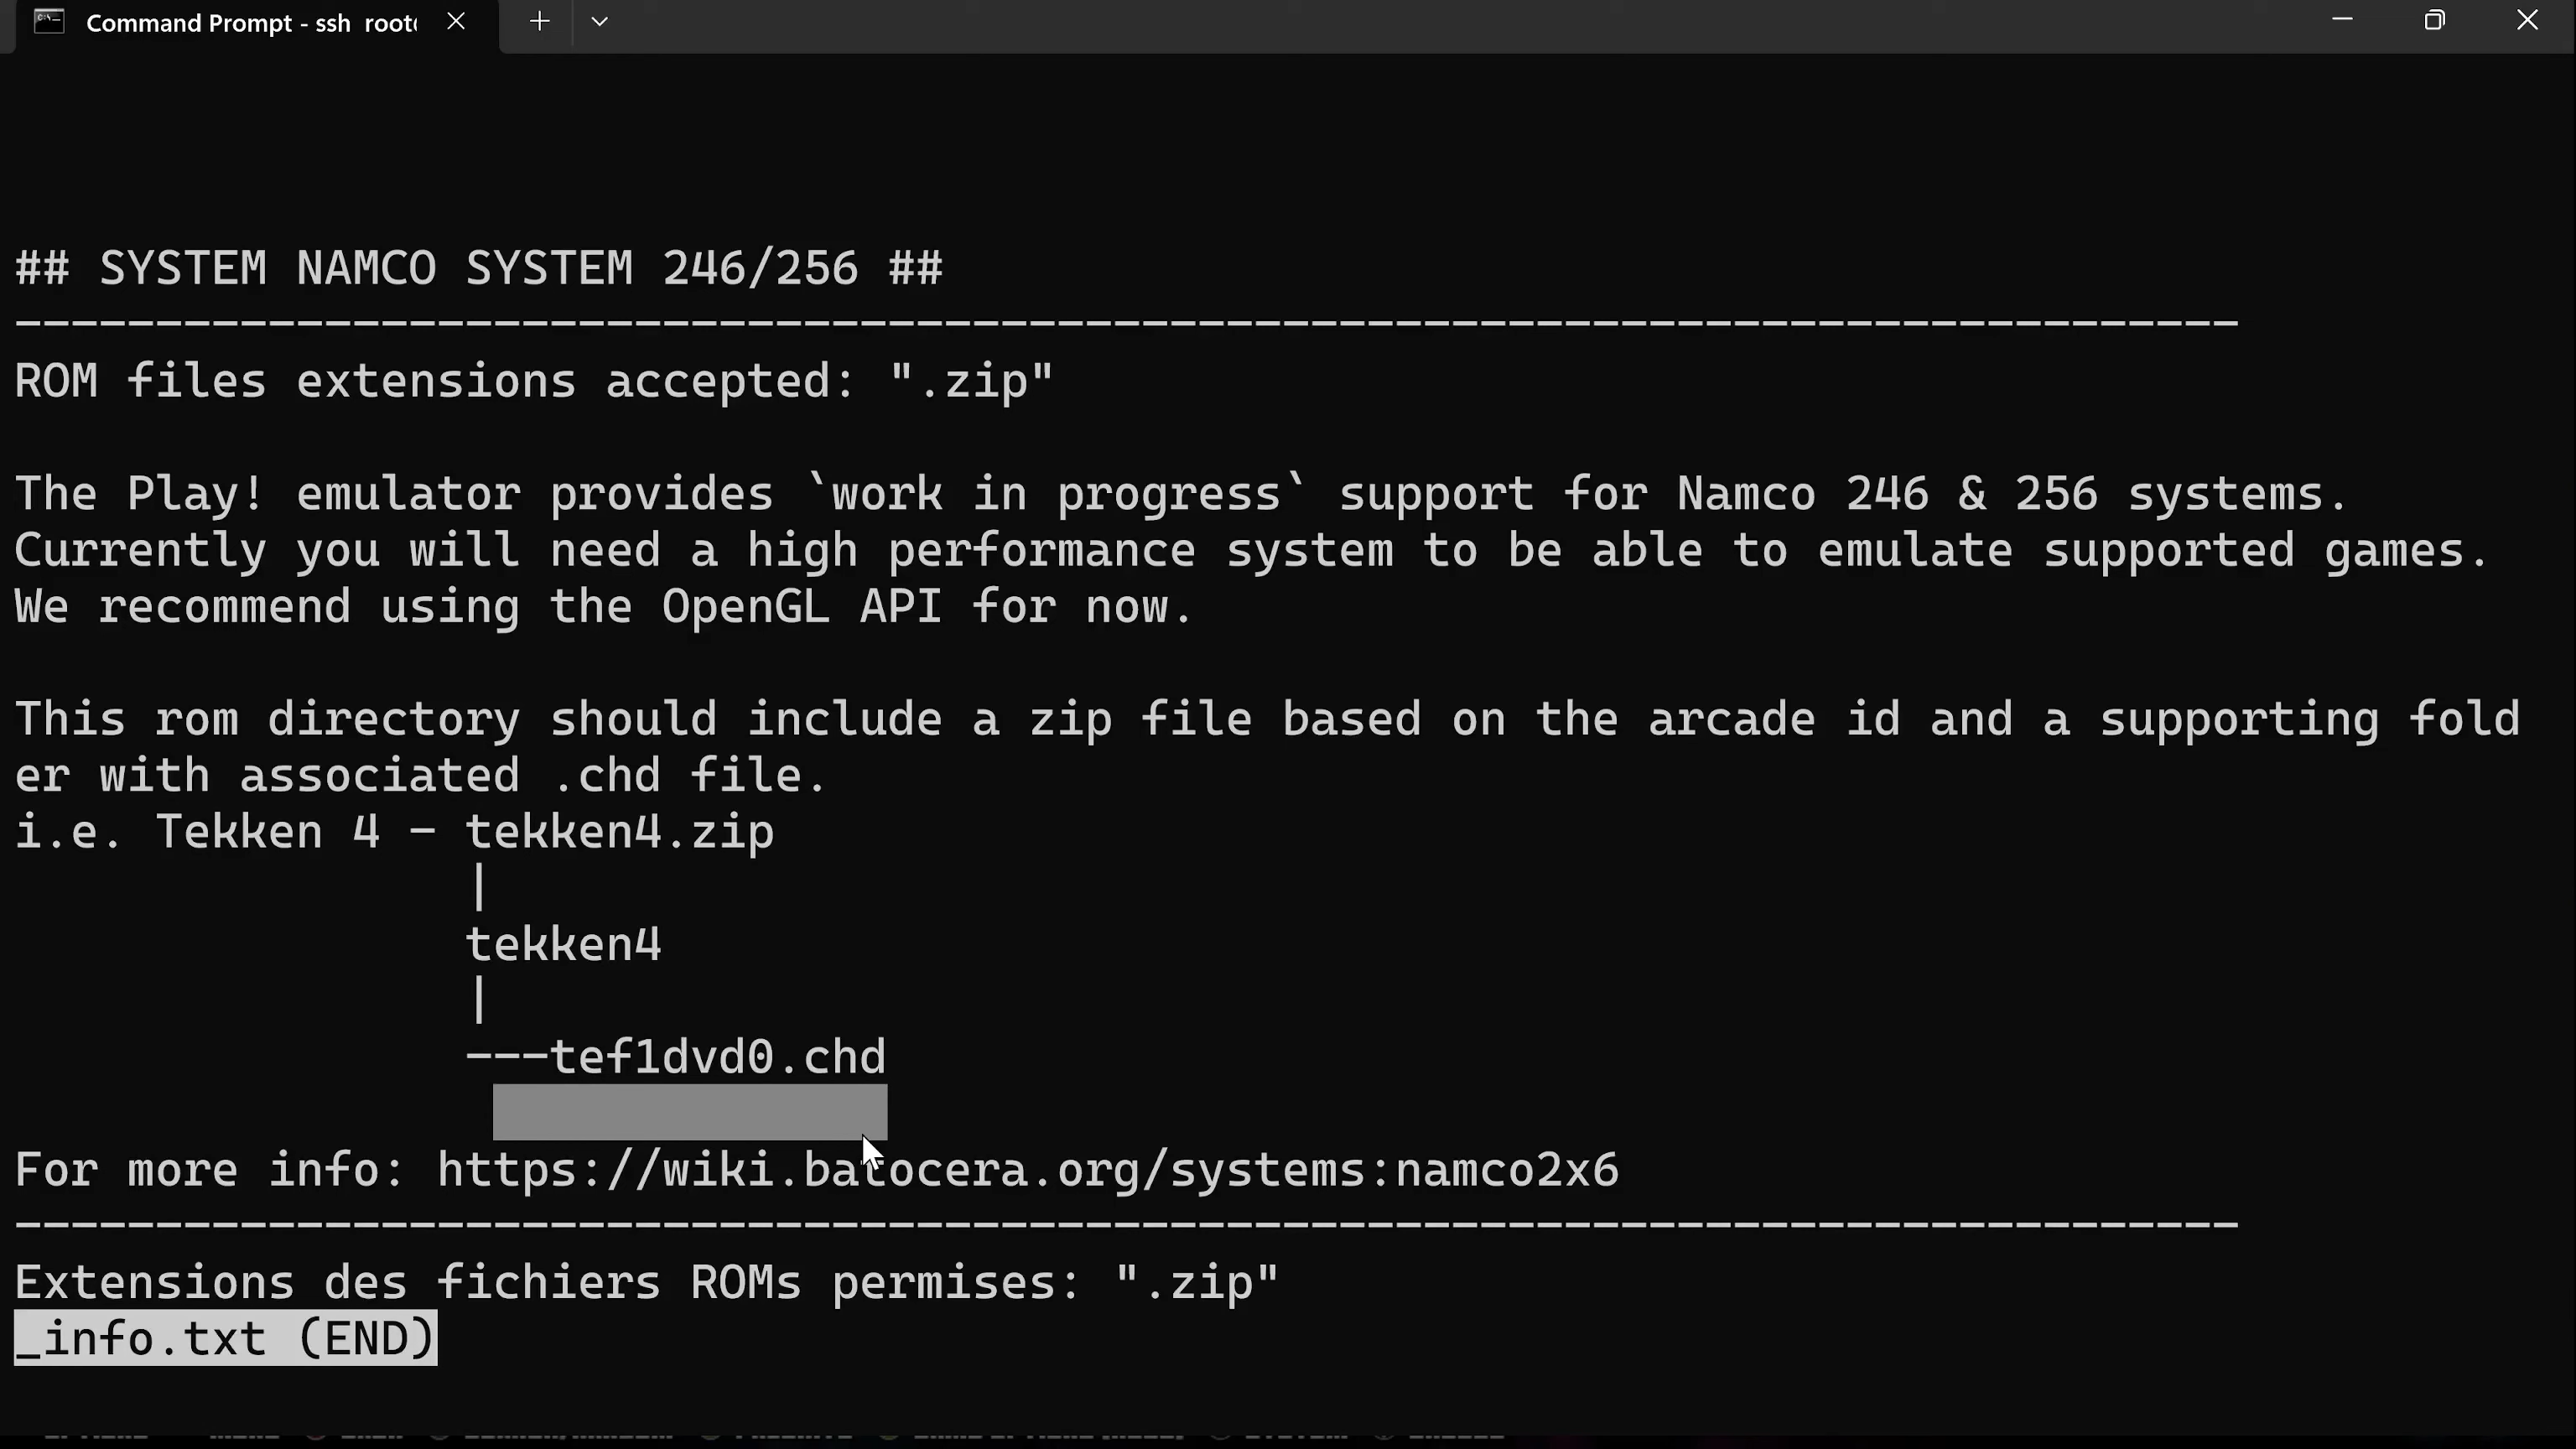 Command Prompt - ssh root
## SYSTEM NAMCO SYSTEM 246/256 ##
-------------------------------------------------------------------------------
ROM files extensions accepted: ".zip"
The Play! emulator provides `work in progress` support for Namco 246 & 256 systems.
Currently you will need a high performance system to be able to emulate supported games.
We recommend using the OpenGL API for now.
This rom directory should include a zip file based on the arcade id and a supporting fold
er with associated .chd file.
i.e. Tekken 4 - tekken4.zip
|
tekken4
|
---tef1dvd0.chd
For more info: https://wiki.batocera.org/systems:namco2x6
-------------------------------------------------------------------------------
Extensions des fichiers ROMs permises: ".zip"
_info.txt (END)